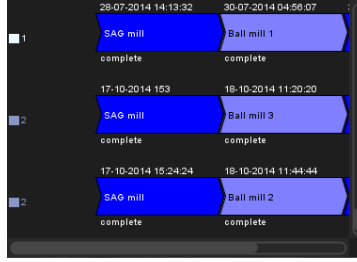 28-07-2014 14:13:32 30-07-2014 04:56:07
1 SAG mill Ball mill 1
complete complete
17-10-2014 153 18-10-2014 11:20:20
2 SAG mill Ball mill 3
complete complete
17-10-2014 15:24:24 18-10-2014 11:44:44
2 SAG mill Ball mill 2
complete complete